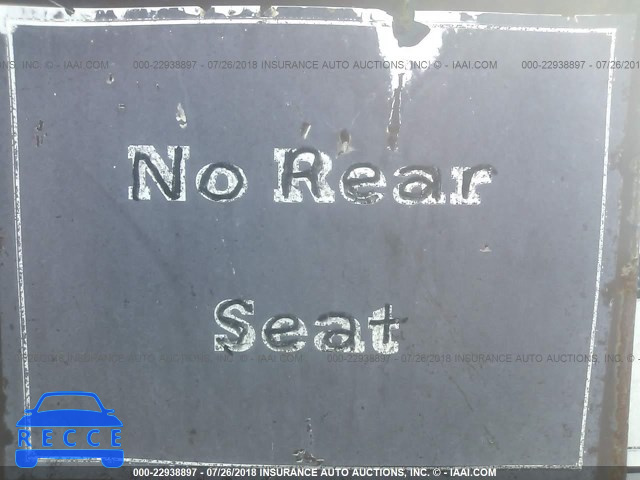 000-22938897 - 07/26/2018 INSURANCE AUTO AUCTIONS, INC. © - IAAI.COM
No Rear
Seat
000-22938897 - 07/26/2018 INSURANCE AUTO AUCTIONS, INC. © - IAAI.COM
RECCE
000-22938897 - 07/26/2018 INSURANCE AUTO AUCTIONS, INC. © - IAAI.COM